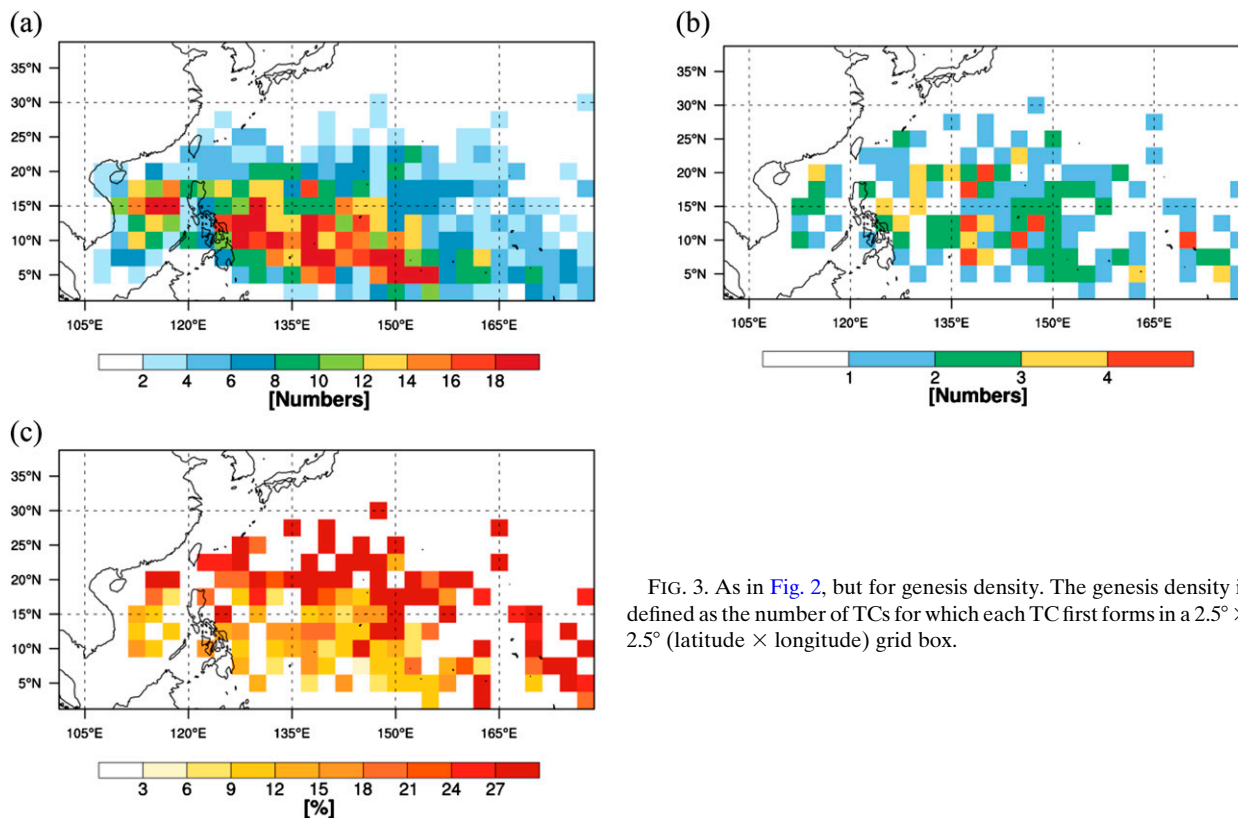 (a)
35°N
30°N
25°N
20°N
15°N
10°N
5°N
105°E 120°E 135°E 150°E 165°E
2 4 6 8 10 12 14 16 18
[Numbers]
(b)
35°N
30°N
25°N
20°N
15°N
10°N
5°N
105°E 120°E 135°E 150°E 165°E
1 2 3 4
[Numbers]
(c)
35°N
30°N
25°N
20°N
15°N
10°N
5°N
105°E 120°E 135°E 150°E 165°E
3 6 9 12 15 18 21 24 27
[%]
FIG. 3. As in Fig. 2, but for genesis density. The genesis density i
defined as the number of TCs for which each TC first forms in a 2.5° ×
2.5° (latitude × longitude) grid box.